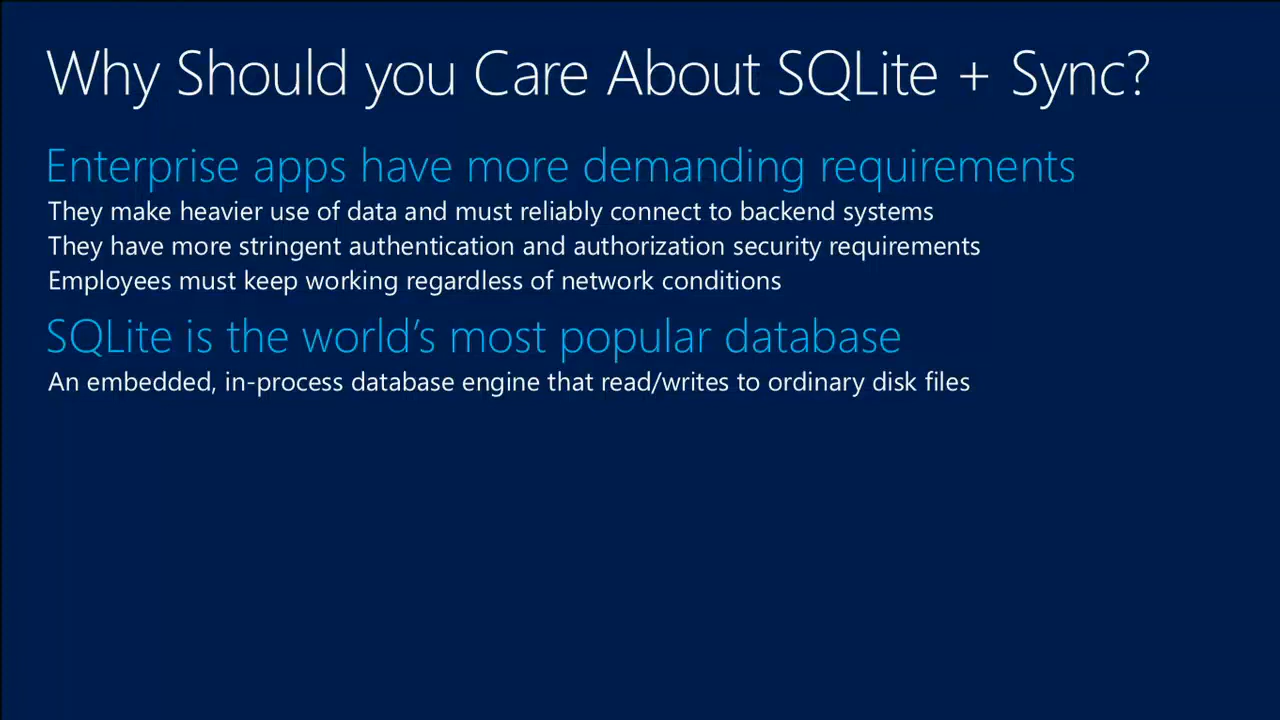 Why Should you Care About SQLite + Sync?
Enterprise apps have more demanding requirements
They make heavier use of data and must reliably connect to backend systems
They have more stringent authentication and authorization security requirements
Employees must keep working regardless of network conditions
SQLite is the world’s most popular database
An embedded, in-process database engine that read/writes to ordinary disk files